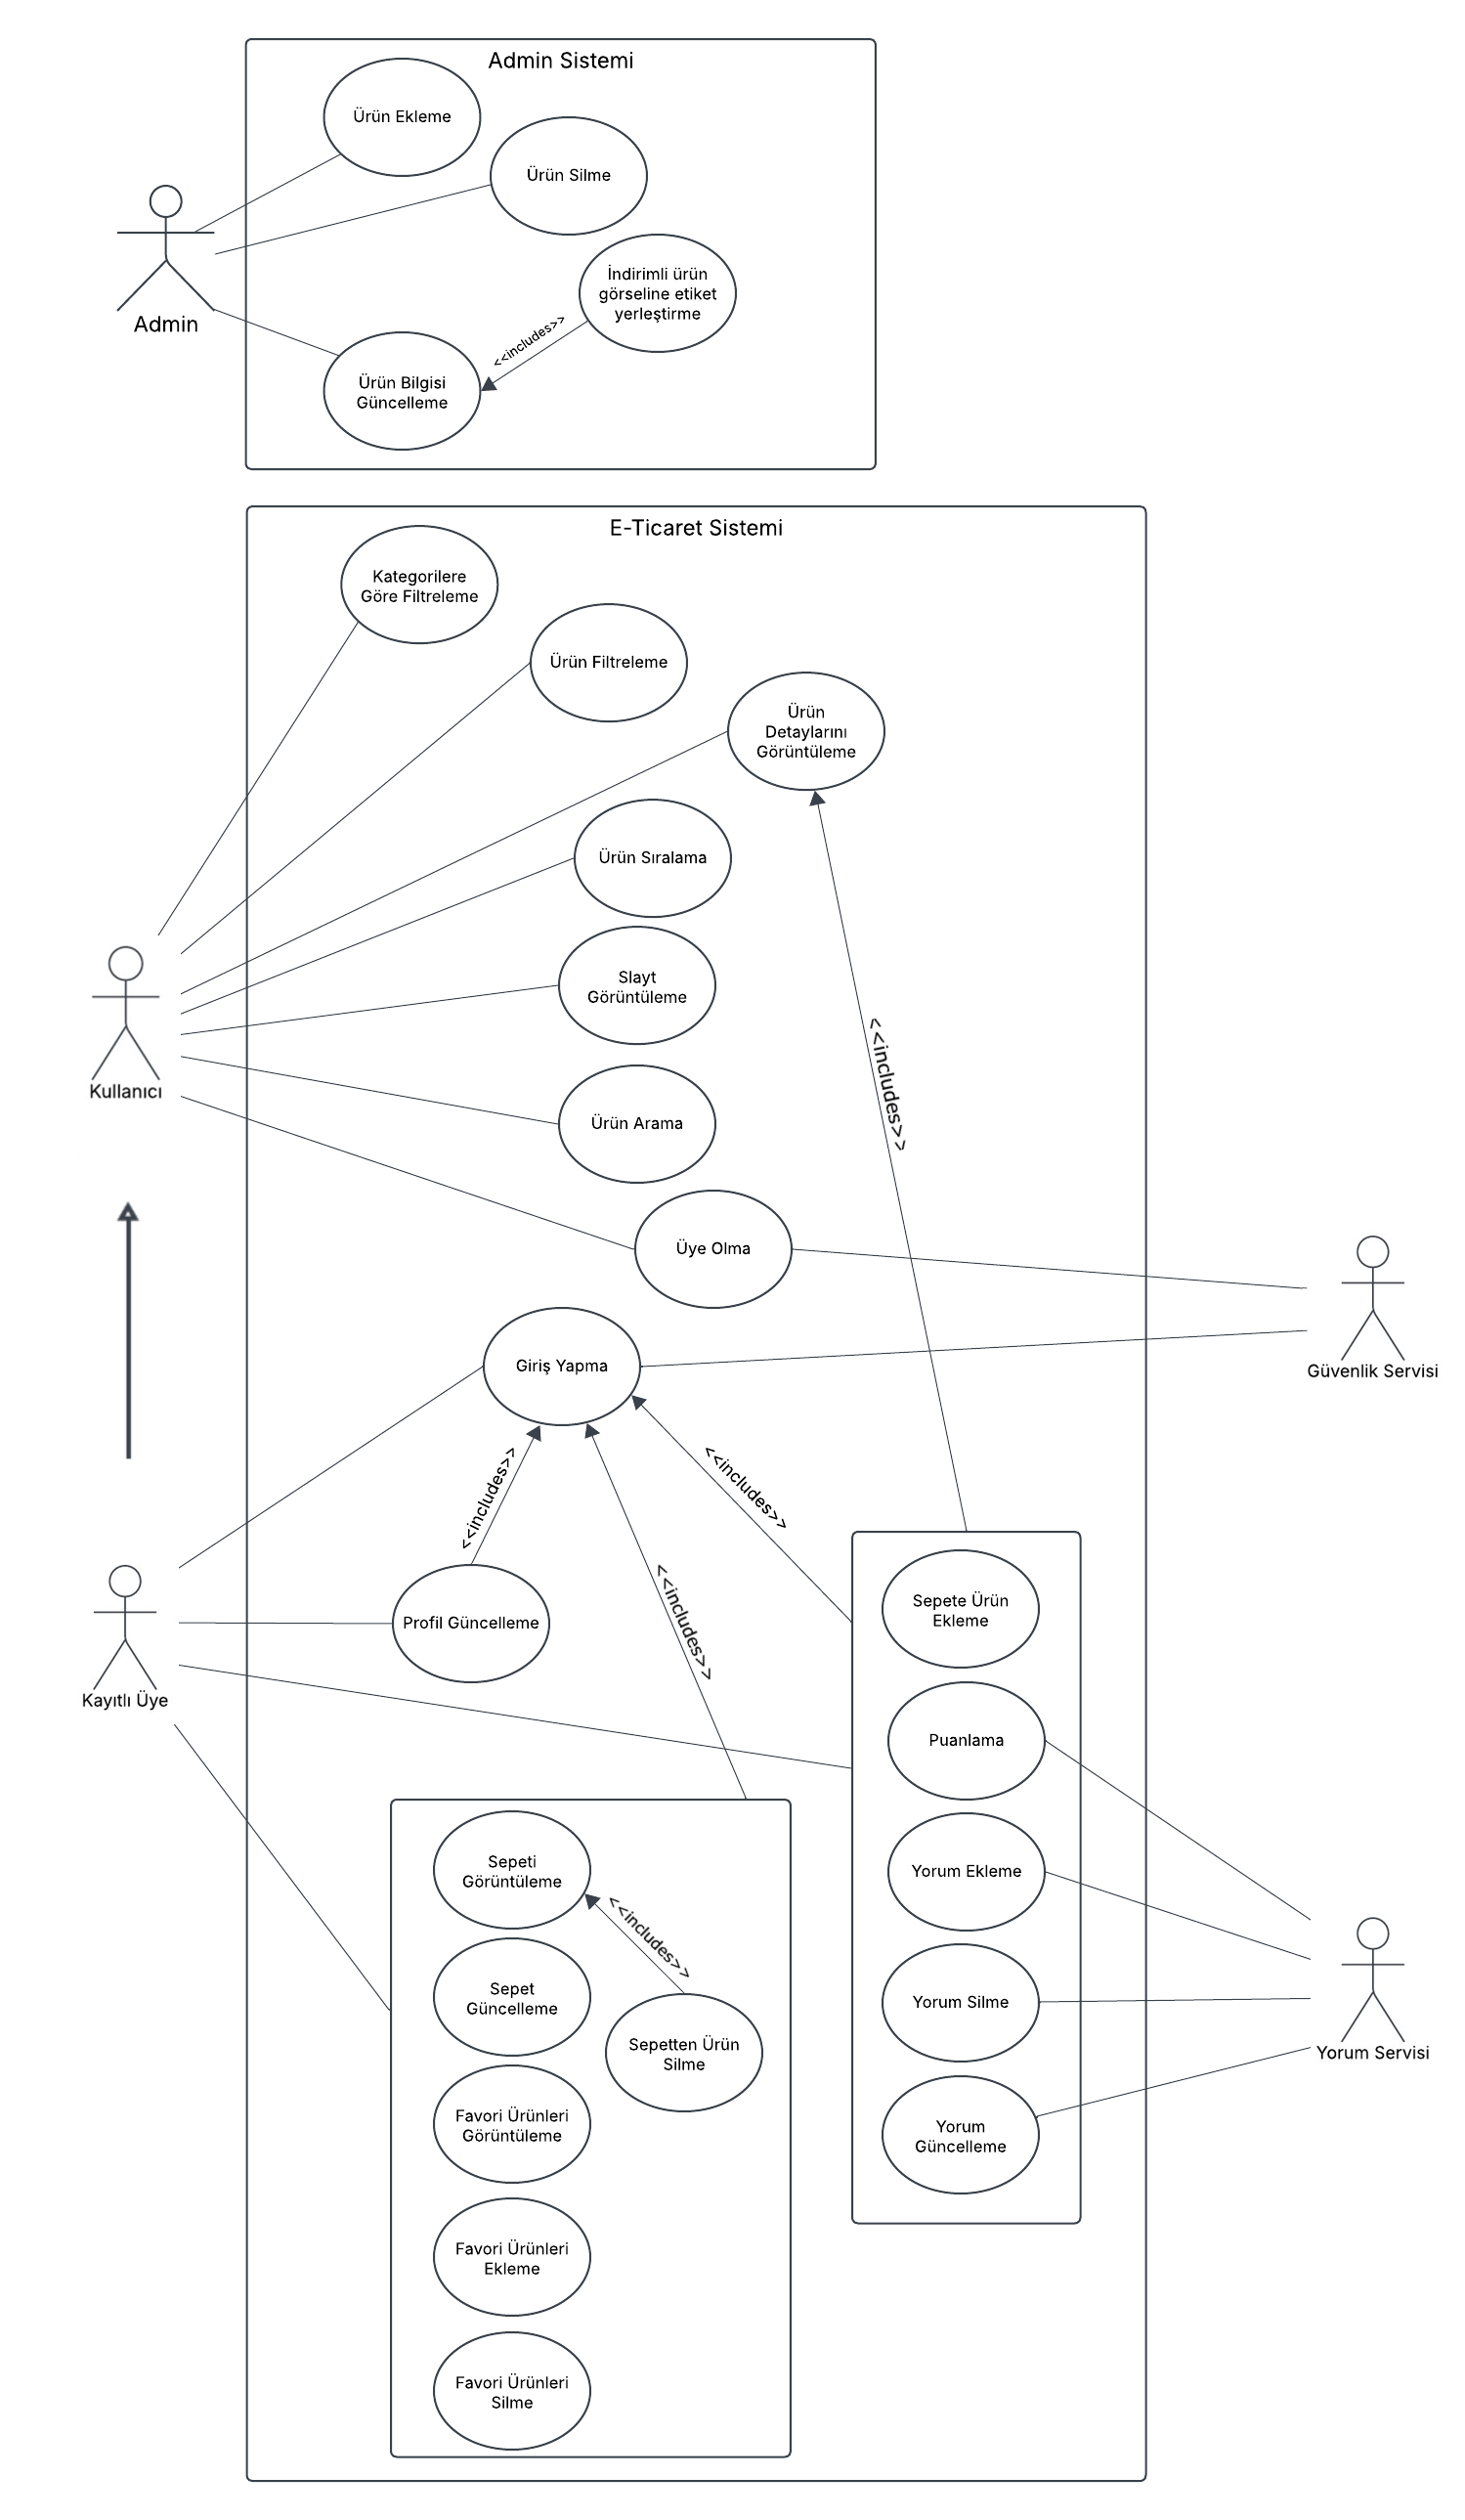 Admin Sistemi
Ürün Ekleme
Ürün Silme
İndirimli ürün
görseline etiket
yerleştirme
<<includes>>
Admin
Ürün Bilgisi
Güncelleme
E-Ticaret Sistemi
Kategorilere
Göre Filtreleme
Ürün Filtreleme
Ürün
Detaylarını
Görüntüleme
Ürün Sıralama
Slayt
Görüntüleme
<<includes>>
Kullanıcı
Ürün Arama
Üye Olma
Giriş Yapma
Güvenlik Servisi
<<includes>>
<<includes>>
<<includes>>
Sepete Ürün
Ekleme
Profil Güncelleme
Kayıtlı Üye
Puanlama
Sepeti
Görüntüleme
Yorum Ekleme
<<includes>>
Sepet
Güncelleme
Yorum Silme
Sepetten Ürün
Silme
Yorum Servisi
Favori Ürünleri
Görüntüleme
Yorum
Güncelleme
Favori Ürünleri
Ekleme
Favori Ürünleri
Silme